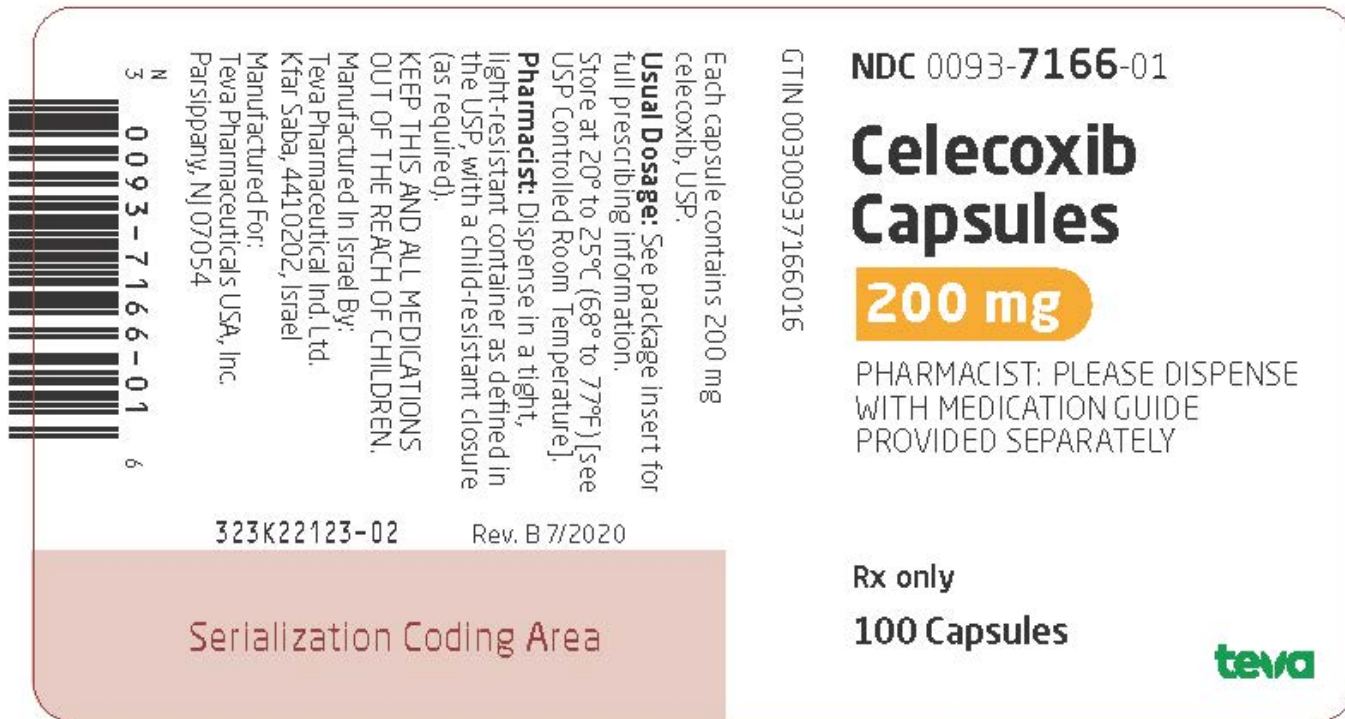 NDC 0093-7166-01
Celecoxib
Capsules
200 mg
PHARMACIST: PLEASE DISPENSE
WITH MEDICATION GUIDE
PROVIDED SEPARATELY
Rx only
100 Capsules
teva
GTIN 00300937166016
Each capsule contains 200 mg
celecoxib, USP.
Usual Dosage: See package insert for
full prescribing information.
Store at 20° to 25°C (68° to 77°F) [see
USP Controlled Room Temperature].
Pharmacist: Dispense in a tight,
light-resistant container as defined in
the USP, with a child-resistant closure
(as required).
KEEP THIS AND ALL MEDICATIONS
OUT OF THE REACH OF CHILDREN.
Manufactured In Israel By:
Teva Pharmaceutical Ind. Ltd.
Kfar Saba, 4410202, Israel
Manufactured For:
Teva Pharmaceuticals USA, Inc.
Parsippany, NJ 07054
N
3 0093-7166-01 6
323K22123-02 Rev. B 7/2020
Serialization Coding Area